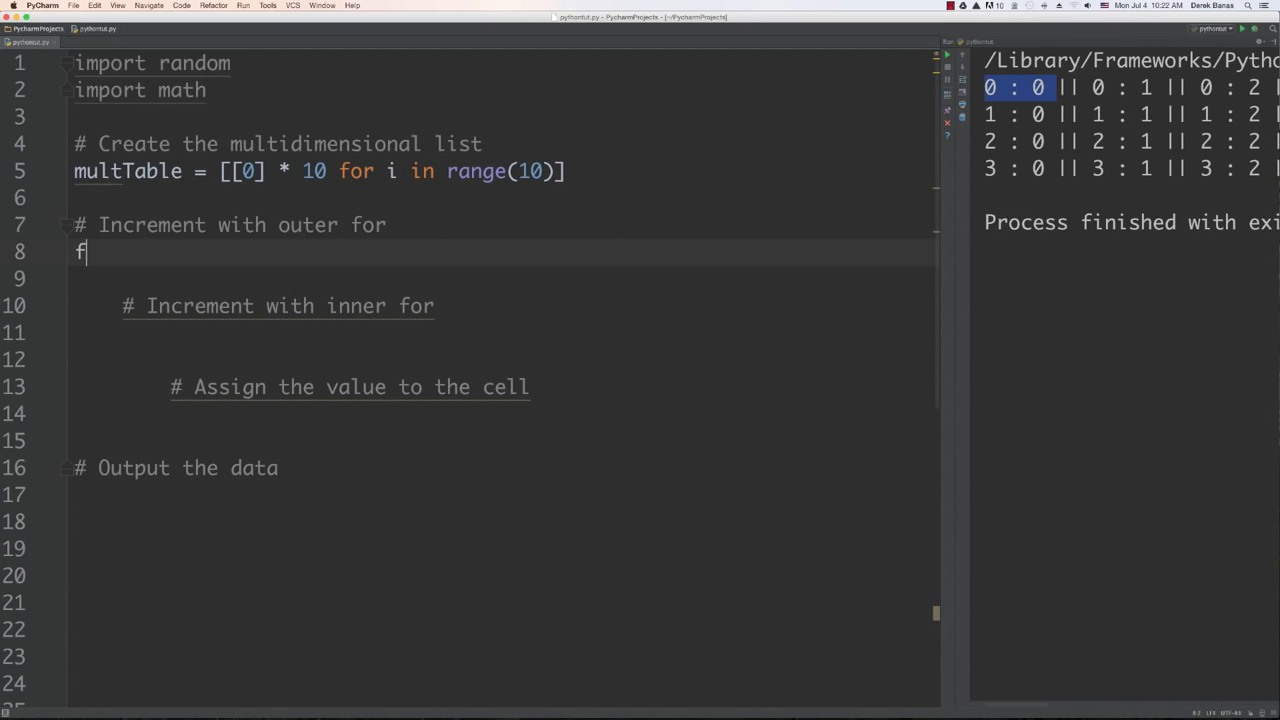 PyCharm File Edit View Navigate Code Refactor Run Tools VCS Window Help 10 Mon Jul 4 10:22 AM Derek Banas
pythontut.py - PycharmProjects - [~/PycharmProjects]
PycharmProjects pythontut.py pythontut
pythontut.py Run pythontut
1 import random
2 import math
3
4 # Create the multidimensional list
5 multTable = [[0] * 10 for i in range(10)]
6
7 # Increment with outer for
8 f
9
10 # Increment with inner for
11
12
13 # Assign the value to the cell
14
15
16 # Output the data
17
18
19
20
21
22
23
24
/Library/Frameworks/Pytho
0 : 0 || 0 : 1 || 0 : 2 |
1 : 0 || 1 : 1 || 1 : 2 |
2 : 0 || 2 : 1 || 2 : 2 |
3 : 0 || 3 : 1 || 3 : 2 |
Process finished with exi
8:2 LF÷ UTF-8÷